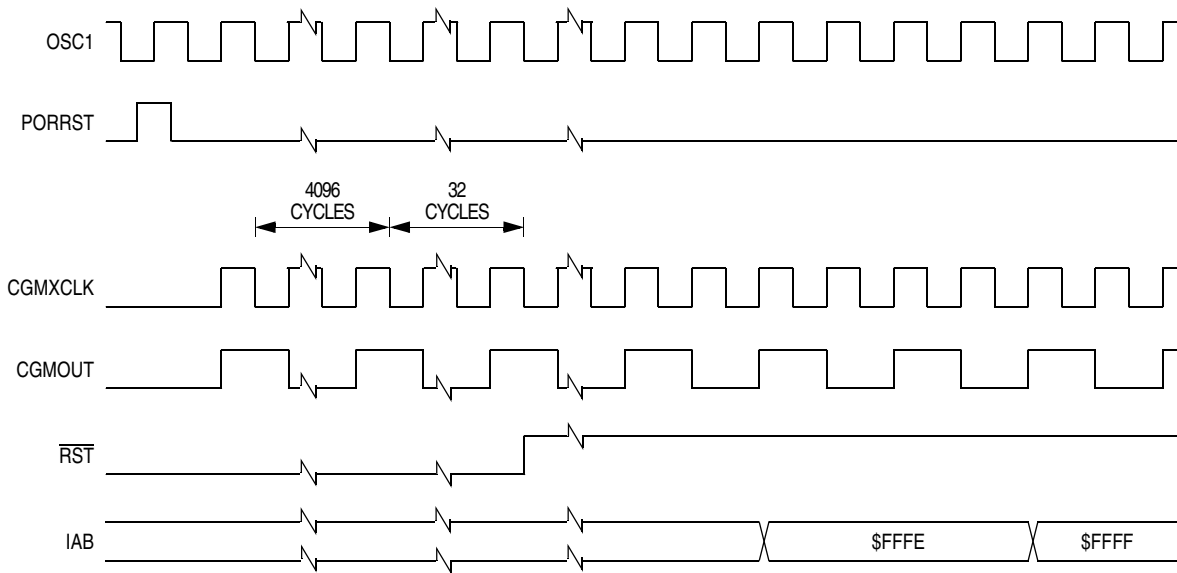 OSC1
PORRST
4096
CYCLES
32
CYCLES
CGMXCLK
CGMOUT
RST
IAB
$FFFE
$FFFF